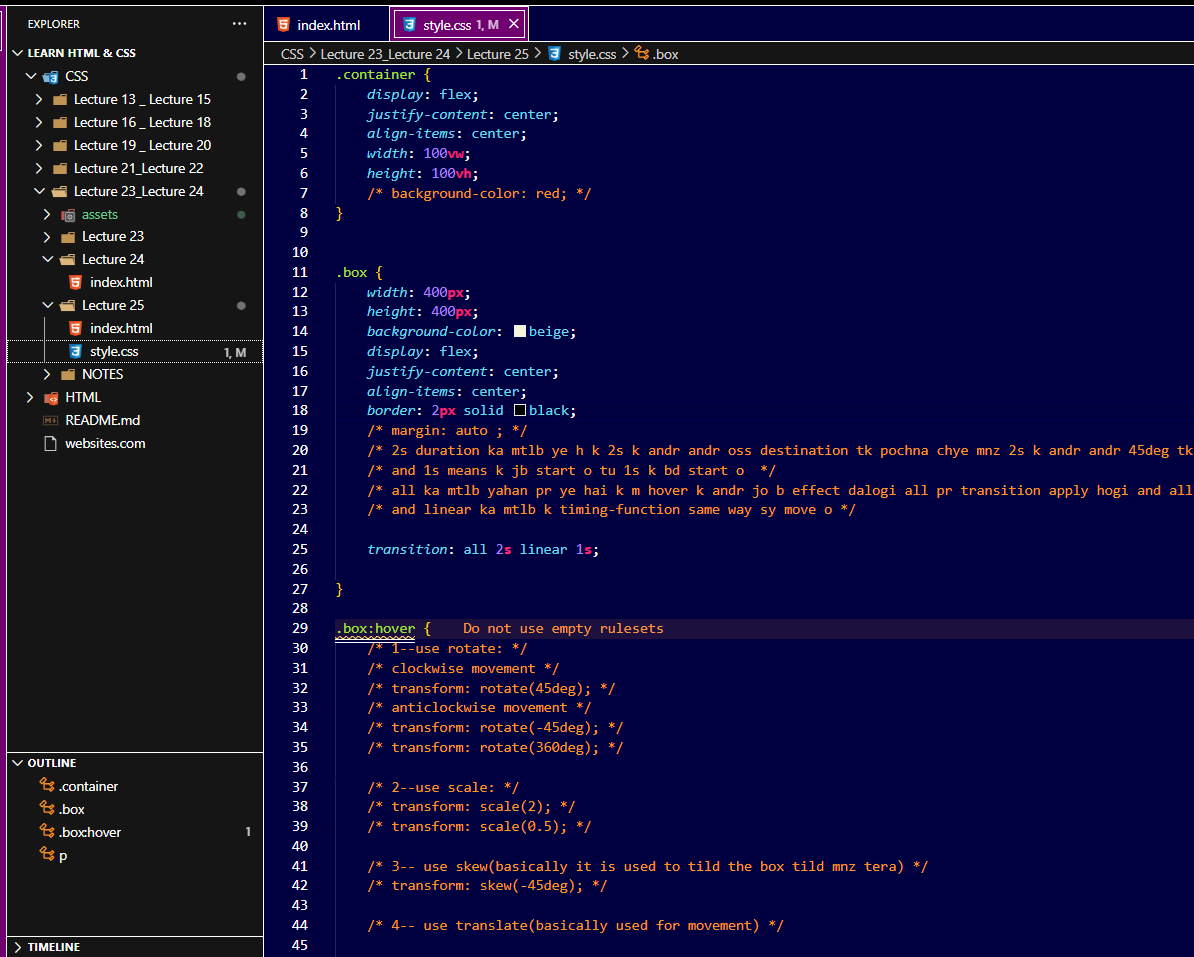 EXPLORER
LEARN HTML & CSS
CSS
Lecture 13 _ Lecture 15
Lecture 16 _ Lecture 18
Lecture 19 _ Lecture 20
Lecture 21_Lecture 22
Lecture 23_Lecture 24
assets
Lecture 23
Lecture 24
index.html
Lecture 25
index.html
style.css 1, M
NOTES
HTML
README.md
websites.com
OUTLINE
.container
.box
.box:hover 1
p
TIMELINE
index.html
style.css 1, M
CSS > Lecture 23_Lecture 24 > Lecture 25 > style.css > .box
1 .container {
2 display: flex;
3 justify-content: center;
4 align-items: center;
5 width: 100vw;
6 height: 100vh;
7 /* background-color: red; */
8 }
9
10
11 .box {
12 width: 400px;
13 height: 400px;
14 background-color: beige;
15 display: flex;
16 justify-content: center;
17 align-items: center;
18 border: 2px solid black;
19 /* margin: auto ; */
20 /* 2s duration ka mtlb ye h k 2s k andr andr oss destination tk pochna chye mnz 2s k andr andr 45deg tk
21 /* and 1s means k jb start o tu 1s k bd start o  */
22 /* all ka mtlb yahan pr ye hai k m hover k andr jo b effect dalogi all pr transition apply hogi and all
23 /* and linear ka mtlb k timing-function same way sy move o */
24
25 transition: all 2s linear 1s;
26
27 }
28
29 .box:hover { Do not use empty rulesets
30 /* 1--use rotate: */
31 /* clockwise movement */
32 /* transform: rotate(45deg); */
33 /* anticlockwise movement */
34 /* transform: rotate(-45deg); */
35 /* transform: rotate(360deg); */
36
37 /* 2--use scale: */
38 /* transform: scale(2); */
39 /* transform: scale(0.5); */
40
41 /* 3-- use skew(basically it is used to tild the box tild mnz tera) */
42 /* transform: skew(-45deg); */
43
44 /* 4-- use translate(basically used for movement) */
45